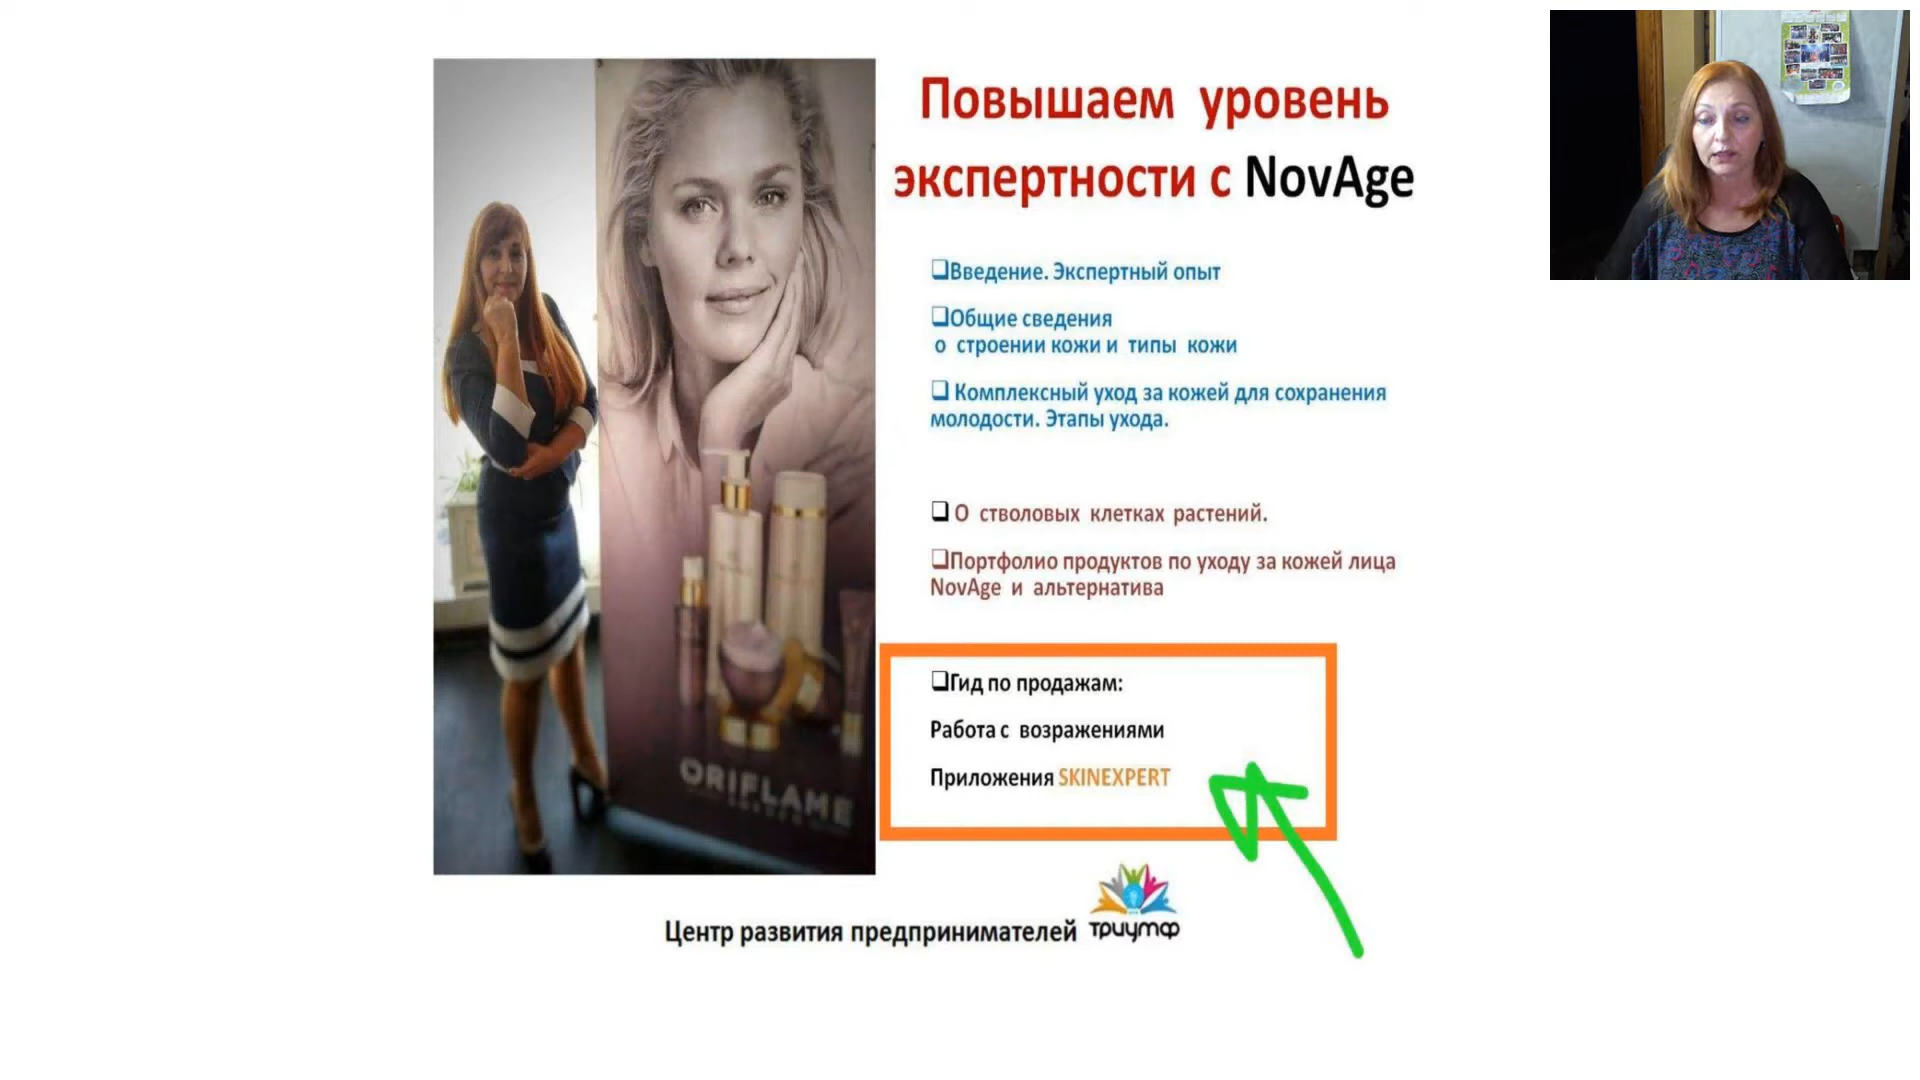 Повышаем уровень
экспертности с NovAge
Введение. Экспертный опыт
Общие сведения
о строении кожи и типы кожи
Комплексный уход за кожей для сохранения
молодости. Этапы ухода.
О стволовых клетках растений.
Портфолио продуктов по уходу за кожей лица
NovAge и альтернатива
Гид по продажам:
Работа с возражениями
Приложения SKINEXPERT
ORIFLAME
Центр развития предпринимателей
триумф